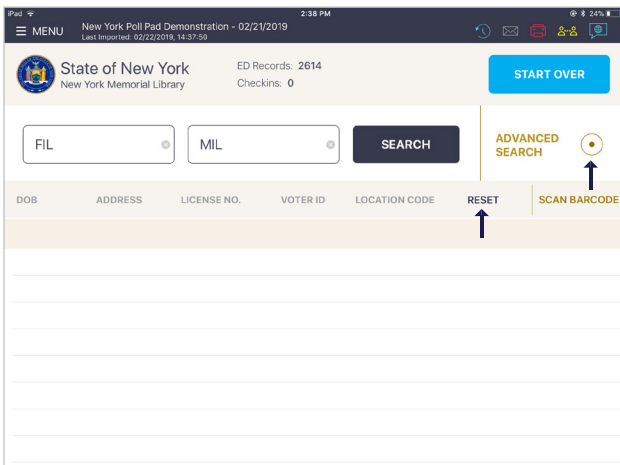 iPad 2:38 PM 24%
MENU New York Poll Pad Demonstration - 02/21/2019
Last Imported: 02/22/2019, 14:37:50
State of New York
New York Memorial Library
ED Records: 2614
Checkins: 0
START OVER
FIL MIL SEARCH
ADVANCED
SEARCH
DOB ADDRESS LICENSE NO. VOTER ID LOCATION CODE RESET SCAN BARCODE